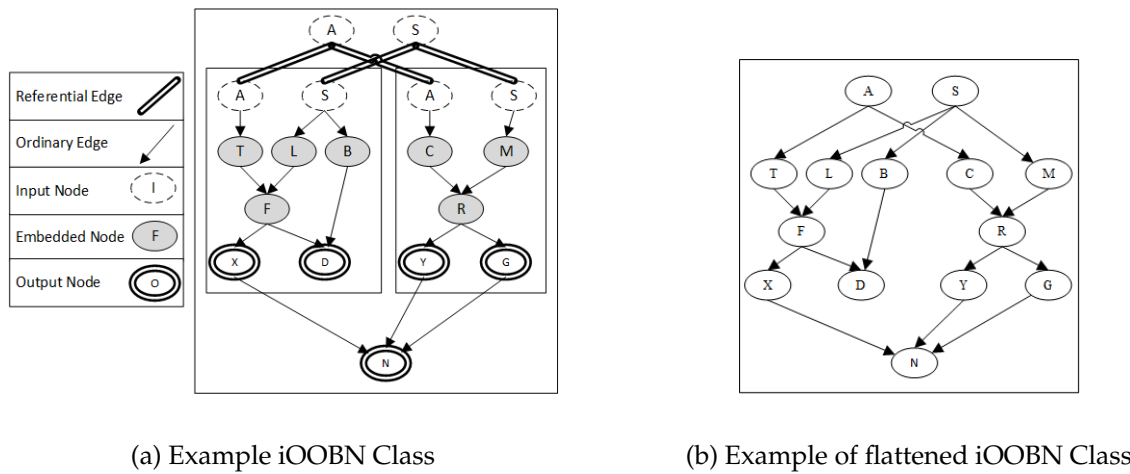 A S
Referential Edge
Ordinary Edge
Input Node I
Embedded Node F
Output Node O
A S A S
T L B C M
F R
X D Y G
N
A S
T L B C M
F R
X D Y G
N
(a) Example iOOBN Class
(b) Example of flattened iOOBN Class